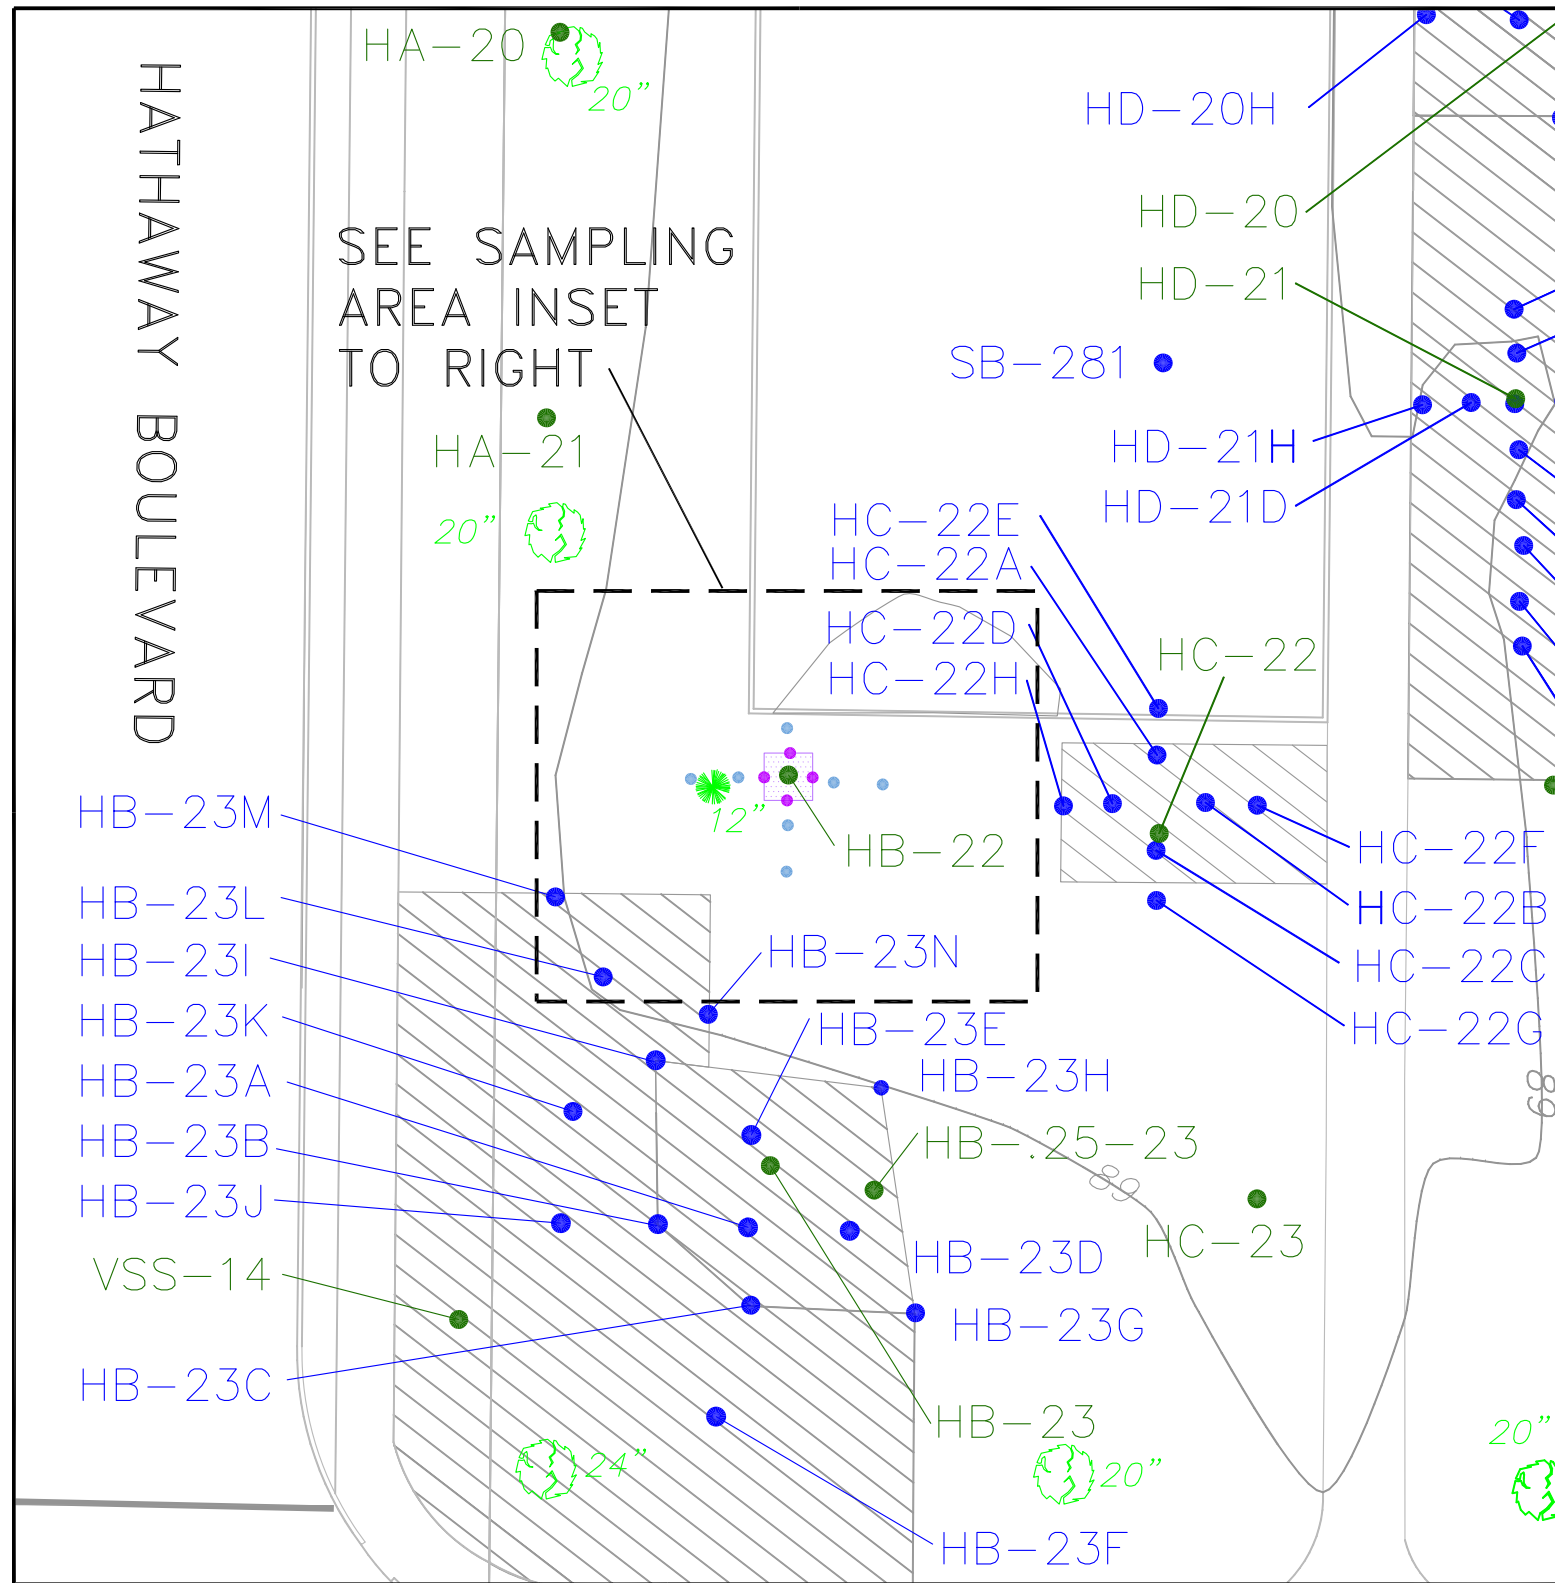 HA-20
20"
HATHAWAY BOULEVARD
HD-20H
HD-20
SEE SAMPLING
AREA INSET
TO RIGHT
HD-21
SB-281
HA-21
HD-21H
HD-21D
20"
HC-22E
HC-22A
HC-22D
HC-22H
HC-22
12"
HB-22
HB-23M
HC-22F
HB-23L
HC-22B
HB-23N
HB-23I
HC-22C
HB-23K
HB-23E
HC-22G
HB-23A
HB-23H
68
HB-23B
HB-.25-23
HB-23J
68
HC-23
VSS-14
HB-23D
HB-23G
HB-23C
HB-23
20"
24"
20"
HB-23F